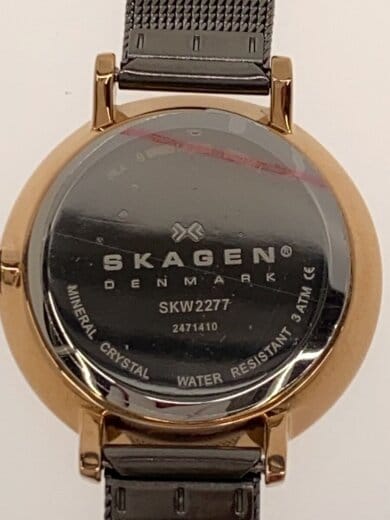 SKAGEN®
DENMARK
SKW2277
2471410
MINERAL CRYSTAL WATER RESISTANT 3 ATM CE